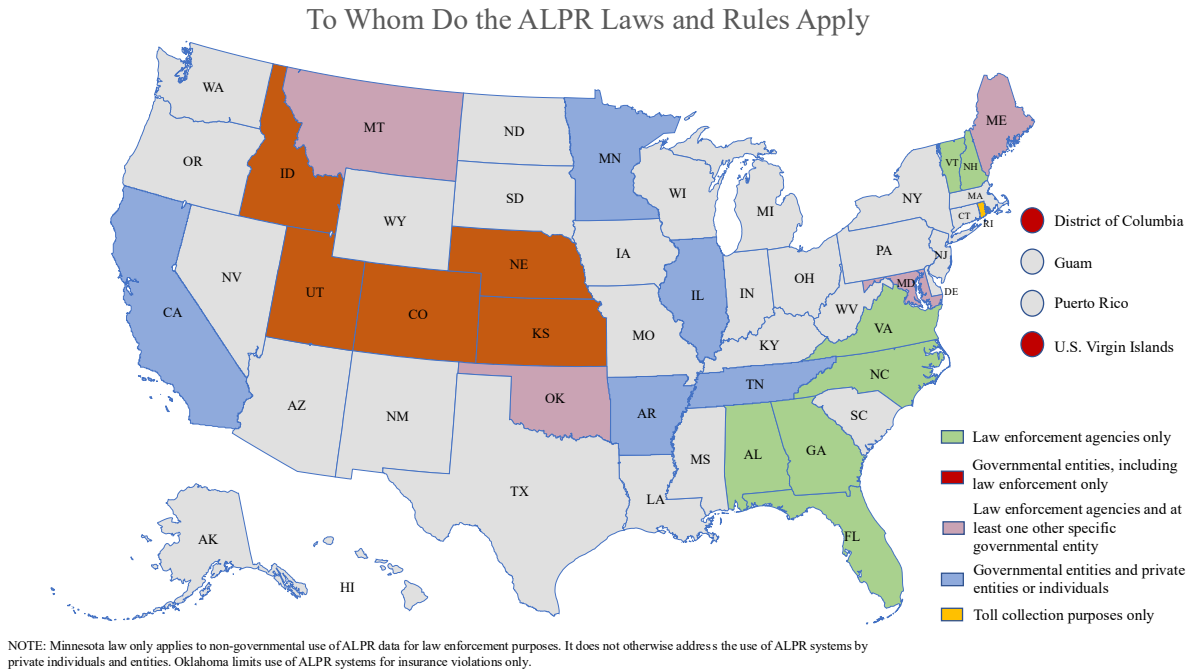 To Whom Do the ALPR Laws and Rules Apply
WA
MT
ND
MN
ME
OR
ID
SD
WI
MI
NY
VT
NH
MA
CT
RI
WY
IA
PA
NJ
NV
UT
NE
IL
IN
OH
MD
DE
CA
CO
KS
MO
WV
VA
KY
AZ
NM
OK
AR
TN
NC
SC
TX
LA
MS
AL
GA
FL
AK
HI
District of Columbia
Guam
Puerto Rico
U.S. Virgin Islands
Law enforcement agencies only
Governmental entities, including
law enforcement only
Law enforcement agencies and at
least one other specific
governmental entity
Governmental entities and private
entities or individuals
Toll collection purposes only
NOTE: Minnesota law only applies to non-governmental use of ALPR data for law enforcement purposes. It does not otherwise address the use of ALPR systems by
private individuals and entities. Oklahoma limits use of ALPR systems for insurance violations only.